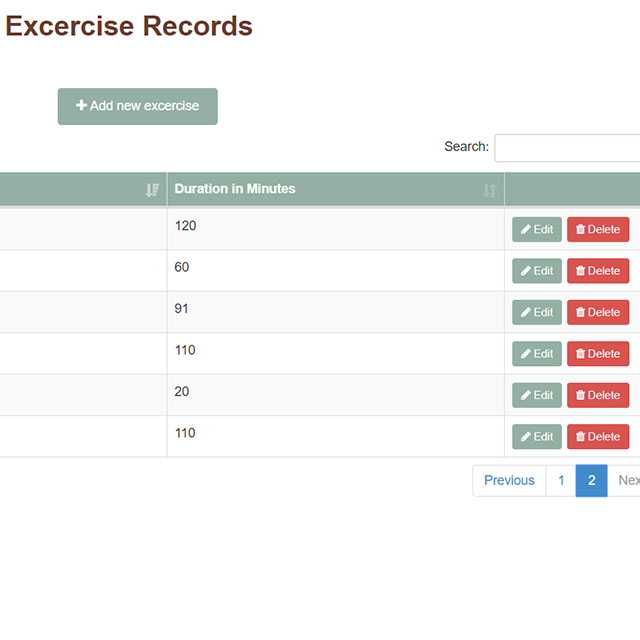 Excercise Records
Add new excercise
Search:
Duration in Minutes
120 Edit Delete
60 Edit Delete
91 Edit Delete
110 Edit Delete
20 Edit Delete
110 Edit Delete
Previous 1 2 Nex